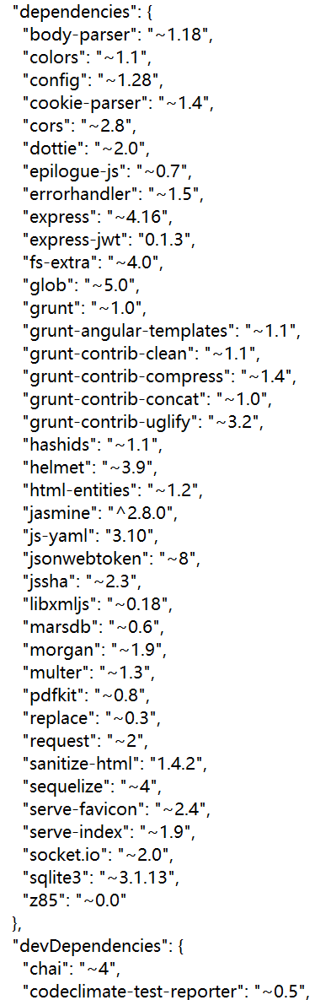 "dependencies": {
"body-parser": "~1.18",
"colors": "~1.1",
"config": "~1.28",
"cookie-parser": "~1.4",
"cors": "~2.8",
"dottie": "~2.0",
"epilogue-js": "~0.7",
"errorhandler": "~1.5",
"express": "~4.16",
"express-jwt": "0.1.3",
"fs-extra": "~4.0",
"glob": "~5.0",
"grunt": "~1.0",
"grunt-angular-templates": "~1.1",
"grunt-contrib-clean": "~1.1",
"grunt-contrib-compress": "~1.4",
"grunt-contrib-concat": "~1.0",
"grunt-contrib-uglify": "~3.2",
"hashids": "~1.1",
"helmet": "~3.9",
"html-entities": "~1.2",
"jasmine": "^2.8.0",
"js-yaml": "3.10",
"jsonwebtoken": "~8",
"jssha": "~2.3",
"libxmljs": "~0.18",
"marsdb": "~0.6",
"morgan": "~1.9",
"multer": "~1.3",
"pdfkit": "~0.8",
"replace": "~0.3",
"request": "~2",
"sanitize-html": "1.4.2",
"sequelize": "~4",
"serve-favicon": "~2.4",
"serve-index": "~1.9",
"socket.io": "~2.0",
"sqlite3": "~3.1.13",
"z85": "~0.0"
},
"devDependencies": {
"chai": "~4",
"codeclimate-test-reporter": "~0.5",